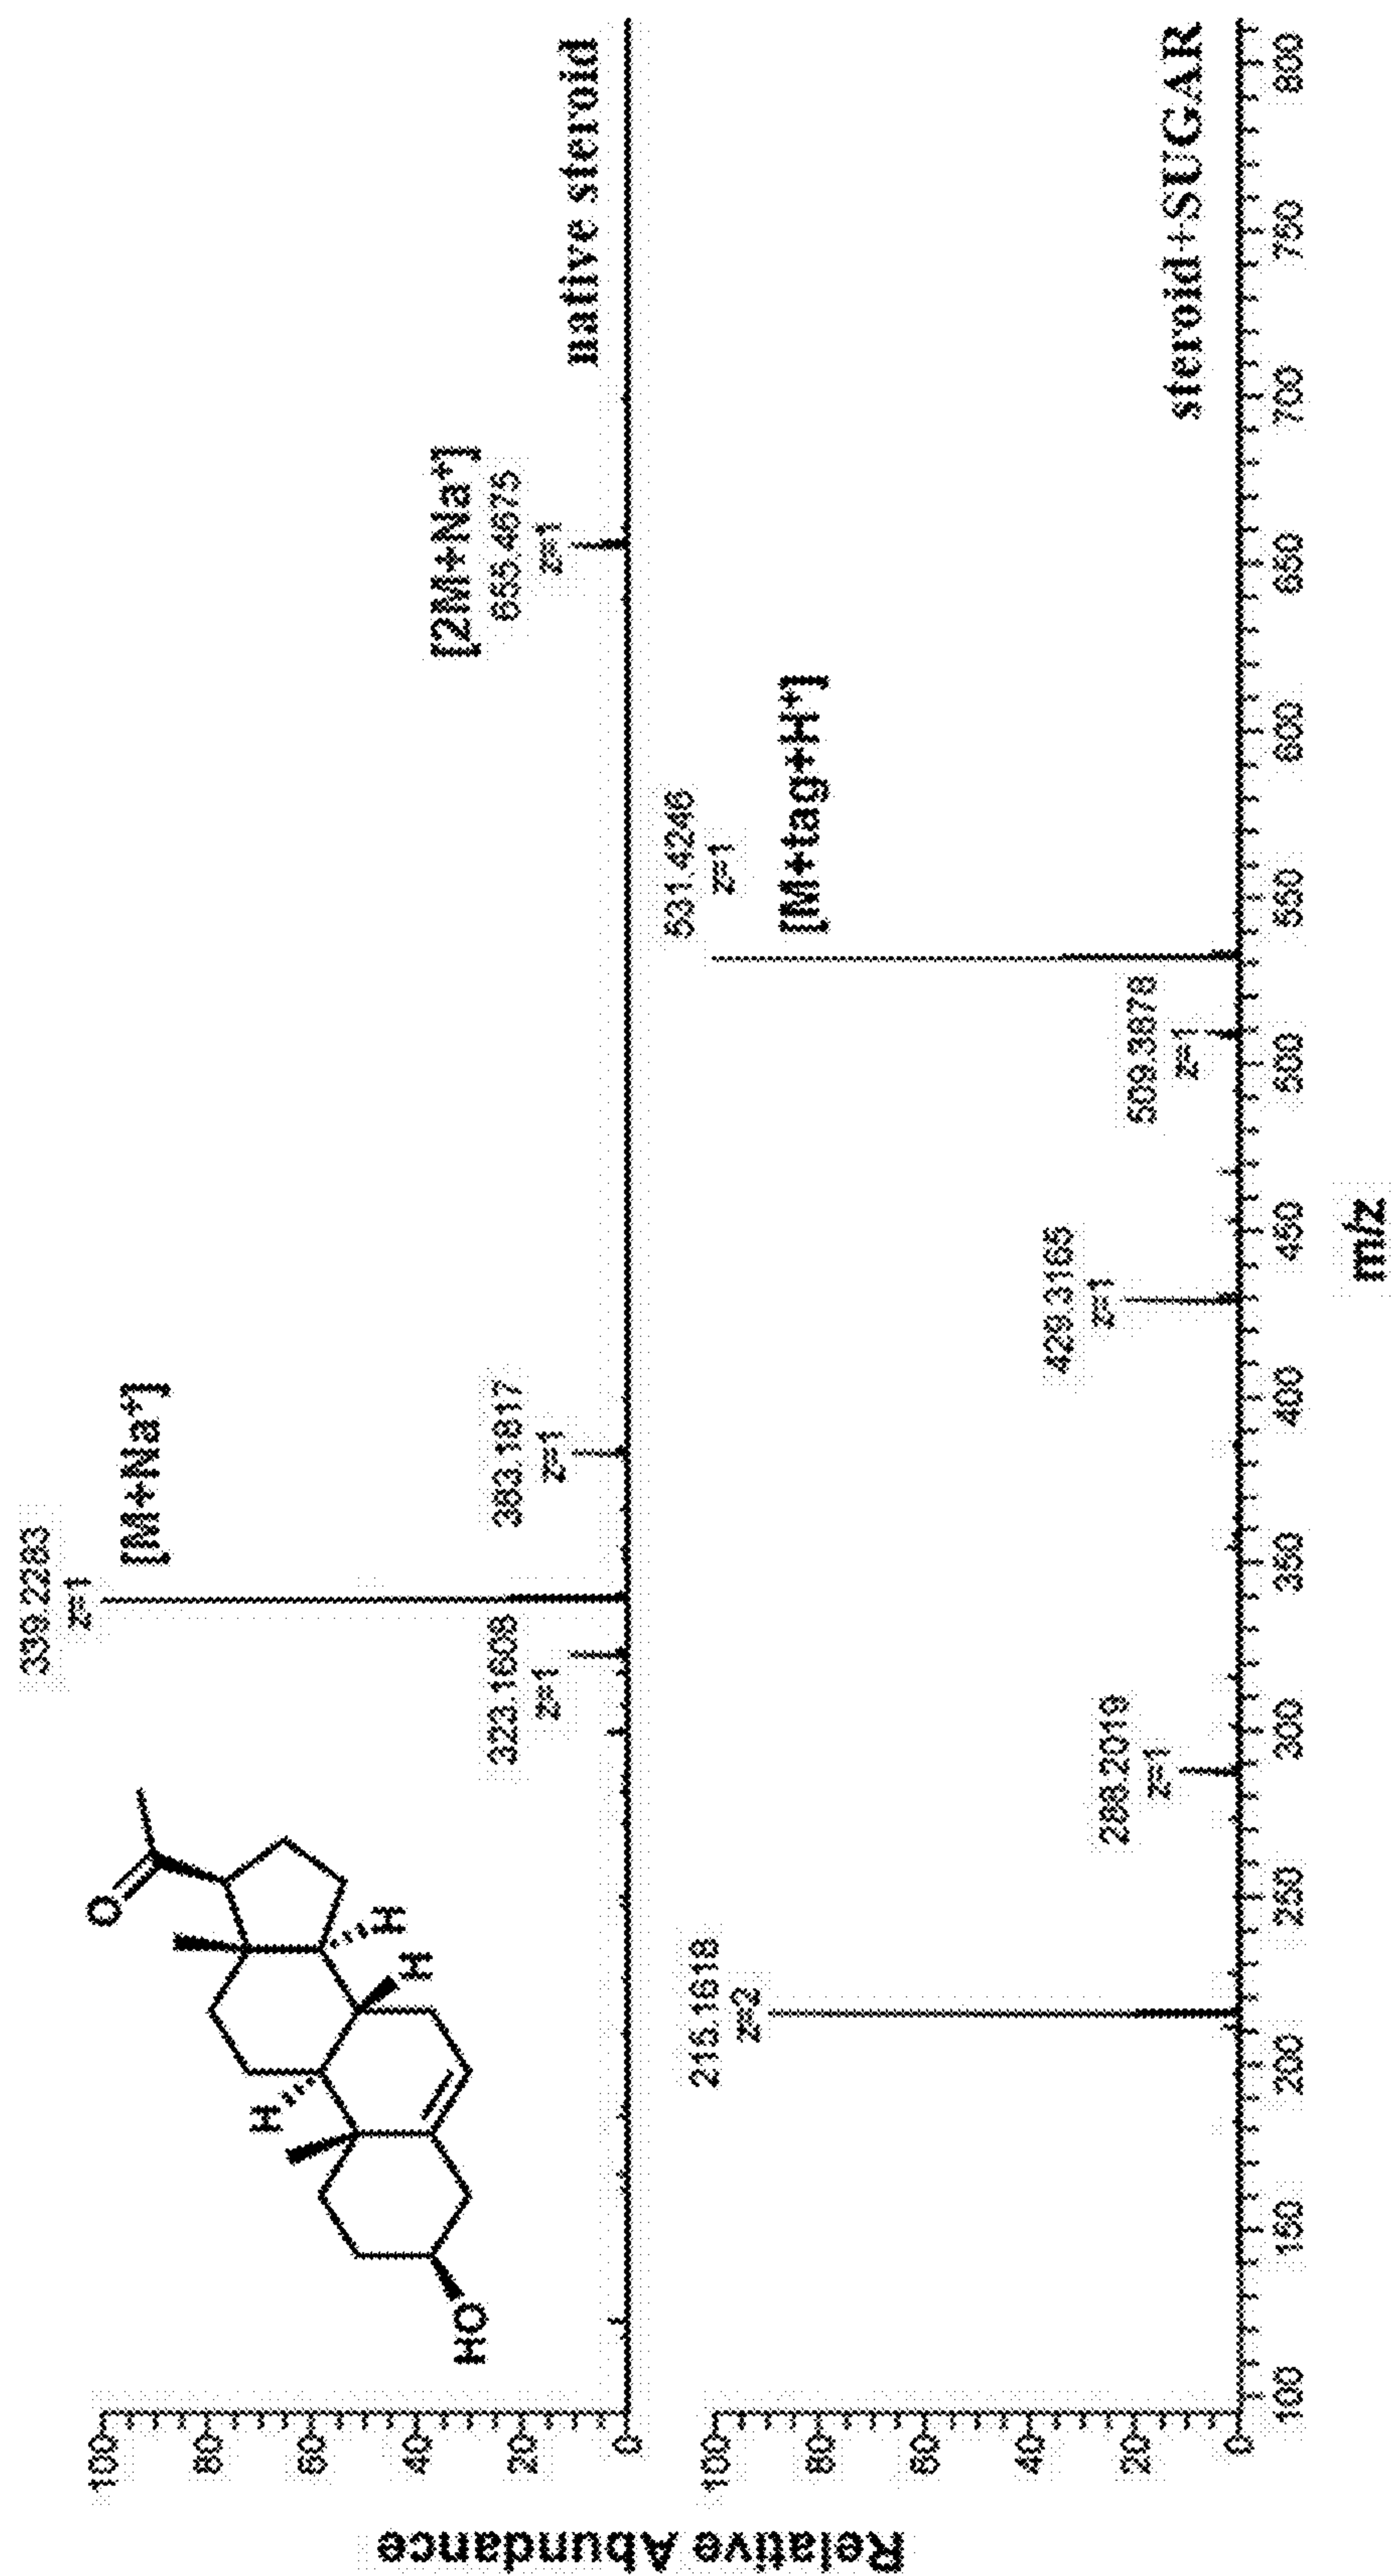 Relative Abundance
100
80
60
40
20
0
O
H
H
H
HO
339.2283
z=1
[M+Na⁺]
323.1608
z=1
383.1817
z=1
[2M+Na⁺]
655.4675
z=1
native steroid
100
80
60
40
20
0
215.1618
z=2
288.2019
z=1
429.3165
z=1
509.3878
z=1
531.4246
z=1
[M+tag+H⁺]
steroid+SUGAR
100 150 200 250 300 350 400 450 500 550 600 650 700 750 800
m/z